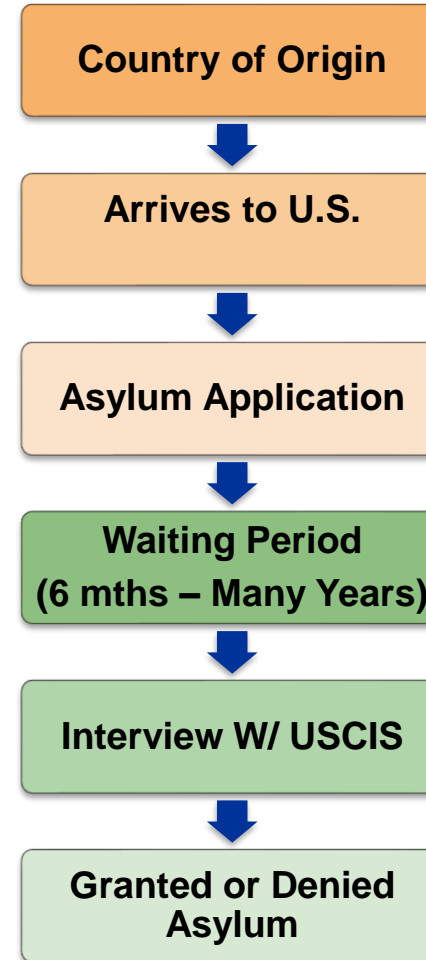 Country of Origin
Arrives to U.S.
Asylum Application
Waiting Period
(6 mths – Many Years)
Interview W/ USCIS
Granted or Denied
Asylum